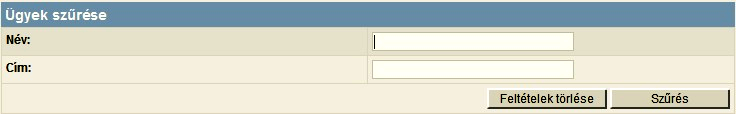 Ügyek szűrése
Név:
Cím:
Feltételek törlése Szűrés